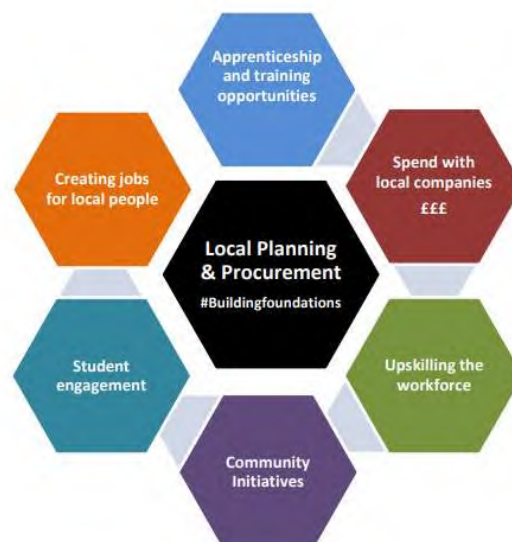 Apprenticeship
and training
opportunities
Spend with
local companies
£££
Creating jobs
for local people
Local Planning
& Procurement
#Buildingfoundations
Student
engagement
Upskilling the
workforce
Community
Initiatives